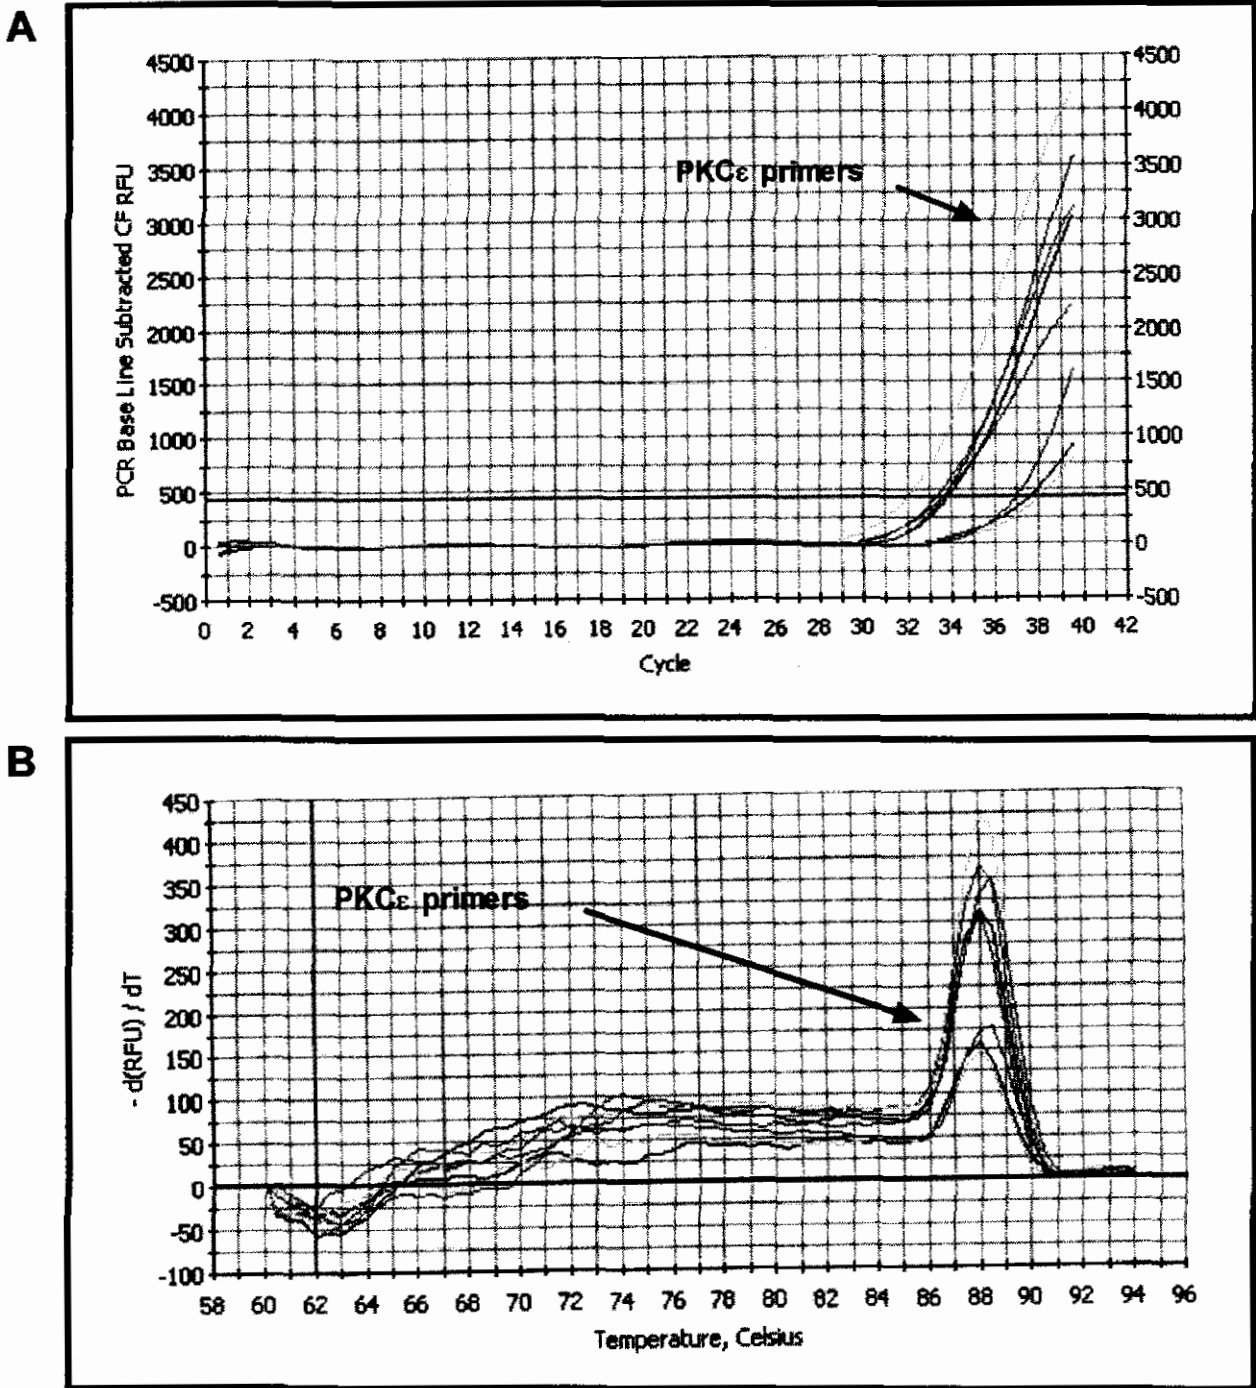 A
4500 4500
4000 4000
PKCε primers
3500 3500
3000 3000
2500 2500
2000 2000
1500 1500
1000 1000
500 500
0 0
-500 -500
PCR Base Line Subtracted CF RFU
0 2 4 6 8 10 12 14 16 18 20 22 24 26 28 30 32 34 36 38 40 42
Cycle
B
450
400
350
PKCε primers
300
250
200
150
100
50
0
-50
-100
- d(RFU) / dT
58 60 62 64 66 68 70 72 74 76 78 80 82 84 86 88 90 92 94 96
Temperature, Celsius